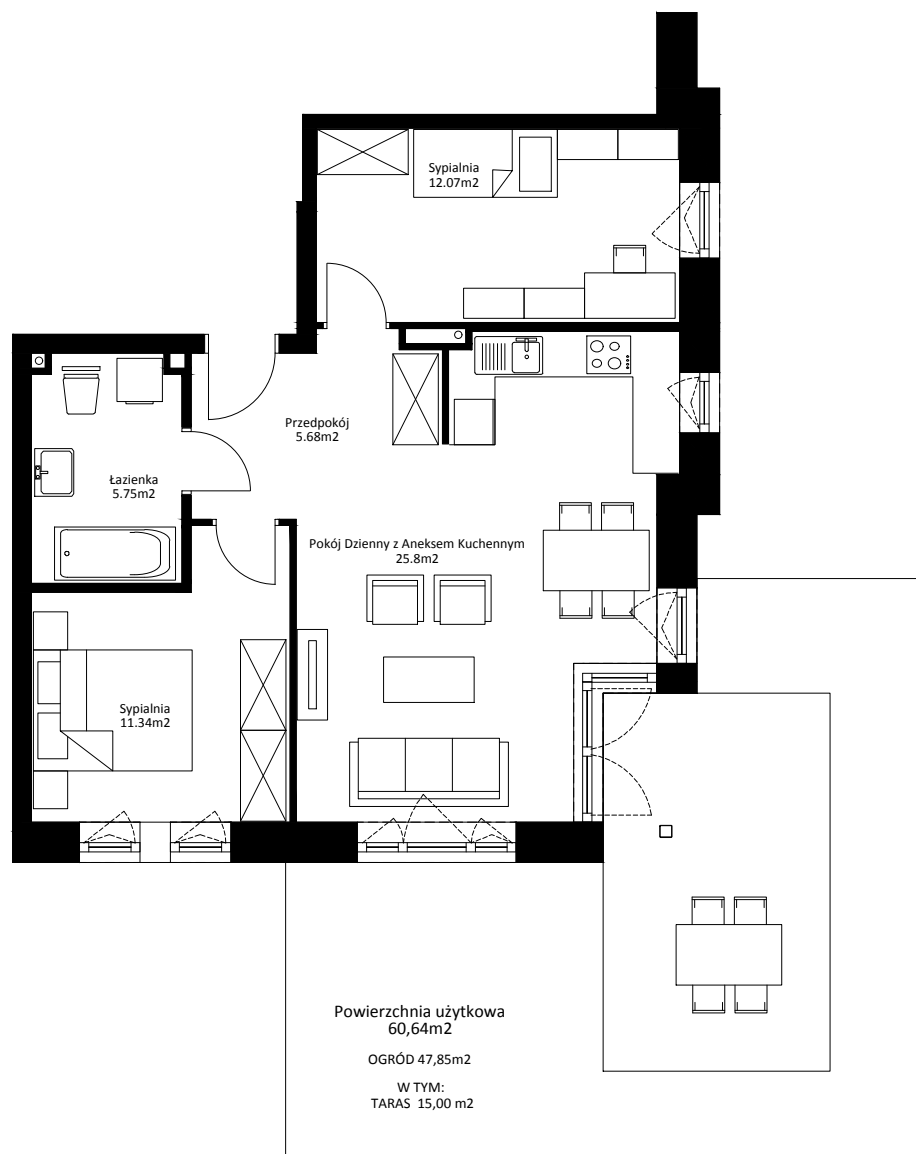 Sypialnia
12.07m2
Przedpokój
5.68m2
Łazienka
5.75m2
Pokój Dzienny z Aneksem Kuchennym
25.8m2
Sypialnia
11.34m2
Powierzchnia użytkowa
60,64m2
OGRÓD 47,85m2
W TYM:
TARAS 15,00 m2